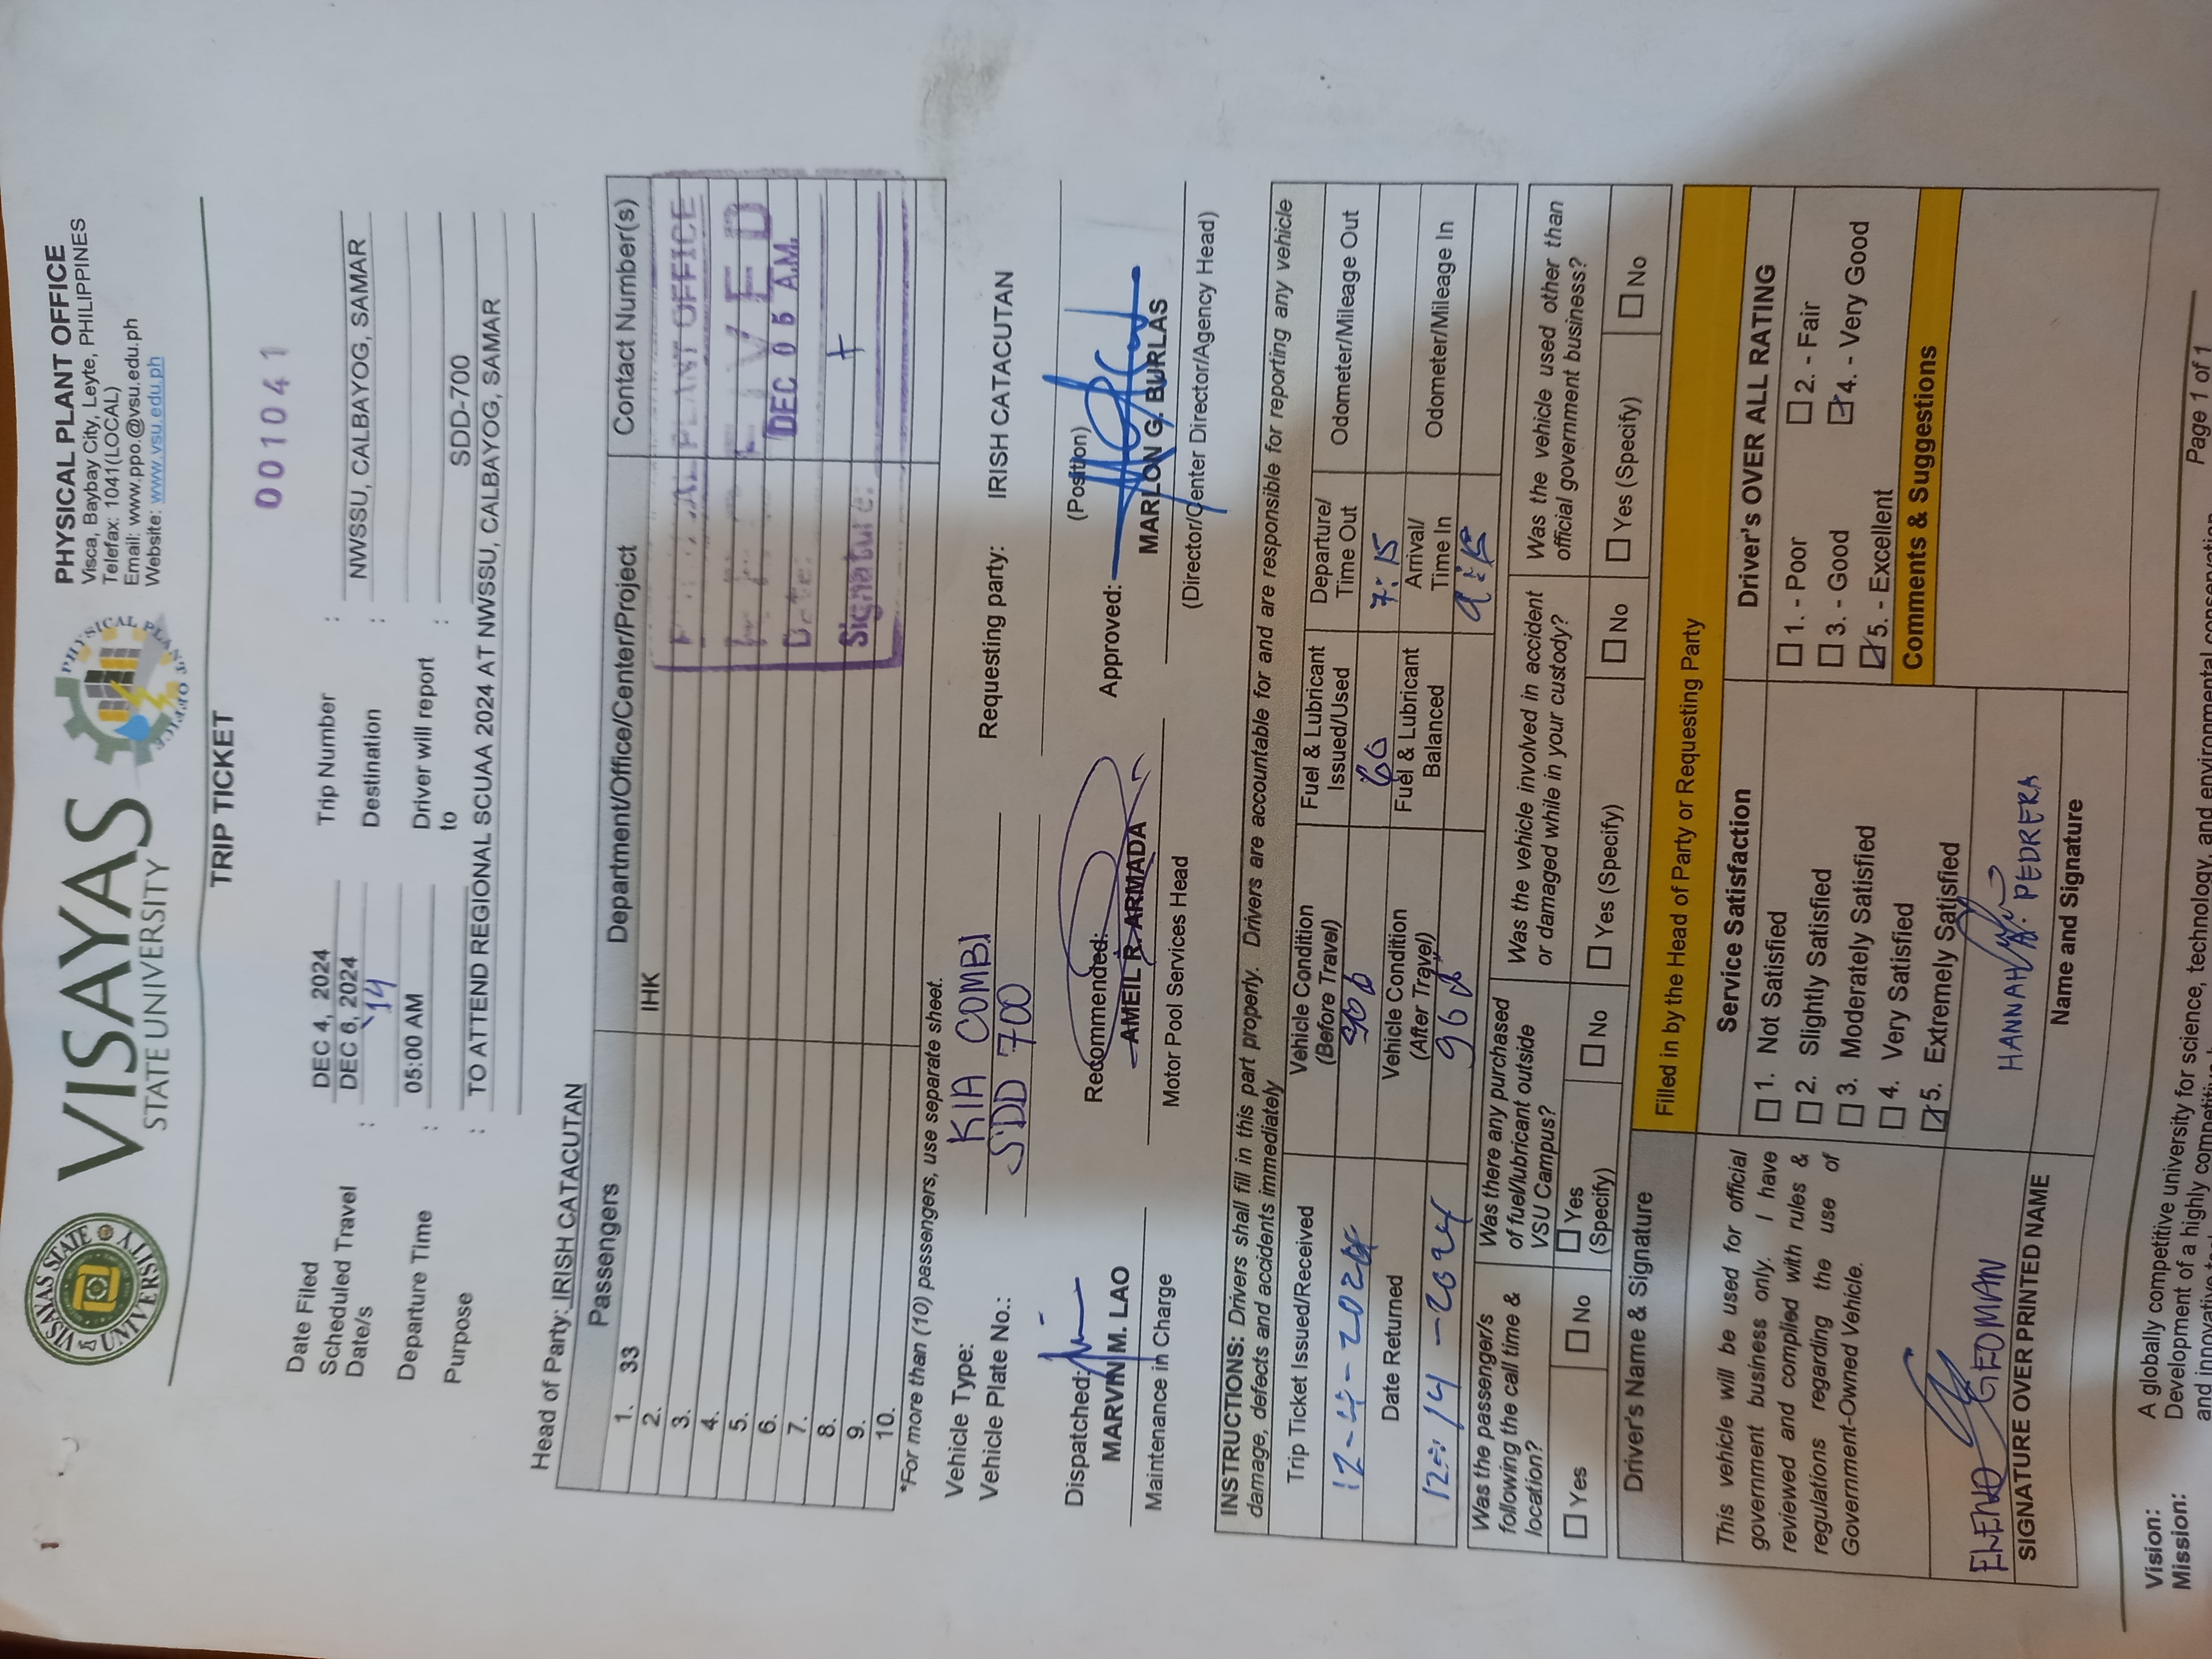 VISAYAS STATE UNIVERSITY
VISAYAS
STATE UNIVERSITY
PHYSICAL PLANT OFFICE
PHYSICAL PLANT OFFICE
Visca, Baybay City, Leyte, PHILIPPINES
Telefax: 1041(LOCAL)
Email: www.ppo.@vsu.edu.ph
Website: www.vsu.edu.ph
TRIP TICKET
001041
Date Filed DEC 4, 2024 Trip Number :
Scheduled Travel Date/s : DEC 6, 2024 -14 Destination : NWSSU, CALBAYOG, SAMAR
Departure Time : 05:00 AM Driver will report to : SDD-700
Purpose : TO ATTEND REGIONAL SCUAA 2024 AT NWSSU, CALBAYOG, SAMAR
Head of Party: IRISH CATACUTAN
Passengers Department/Office/Center/Project Contact Number(s)
1. 33
2. IHK
3.
4.
5.
6.
7.
8.
9.
10.
PLANT OFFICE
DEC 05 A.M.
Signature:
*For more than (10) passengers, use separate sheet.
Vehicle Type: KIA COMBI Requesting party: IRISH CATACUTAN
Vehicle Plate No.: SDD 700
(Position)
Dispatched: Recommended: Approved:
MARVIN M. LAO AMEIL R. ARMADA MARLON G. BURLAS
Maintenance in Charge Motor Pool Services Head (Director/Center Director/Agency Head)
INSTRUCTIONS: Drivers shall fill in this part properly. Drivers are accountable for and are responsible for reporting any vehicle
damage, defects and accidents immediately
Trip Ticket Issued/Received Vehicle Condition (Before Travel) Fuel & Lubricant Issued/Used Departure/ Time Out Odometer/Mileage Out
12-4-2024 60 7:15
Date Returned Vehicle Condition (After Travel) Fuel & Lubricant Balanced Arrival/ Time In Odometer/Mileage In
12-14-2024 9:15
Was the passenger/s following the call time & location? Was there any purchased of fuel/lubricant outside VSU Campus? Was the vehicle involved in accident or damaged while in your custody? Was the vehicle used other than official government business?
☐ Yes ☐ No ☐ Yes (Specify) ☐ No ☐ Yes (Specify) ☐ No ☐ Yes (Specify) ☐ No
Driver's Name & Signature Filled in by the Head of Party or Requesting Party
This vehicle will be used for official
government business only. I have
reviewed and complied with rules &
regulations regarding the use of
Government-Owned Vehicle.
GEOMAN
SIGNATURE OVER PRINTED NAME
Service Satisfaction
☐ 1. Not Satisfied
☐ 2. Slightly Satisfied
☐ 3. Moderately Satisfied
☐ 4. Very Satisfied
☑ 5. Extremely Satisfied
HANNAH PEDRERA
Name and Signature
Driver's OVER ALL RATING
☐ 1. - Poor ☐ 2. - Fair
☐ 3. - Good ☑ 4. - Very Good
☑ 5. - Excellent
Comments & Suggestions
Vision: A globally competitive university for science, technology, and environmental conservation
Mission: Development of a highly competitive
Page 1 of 1